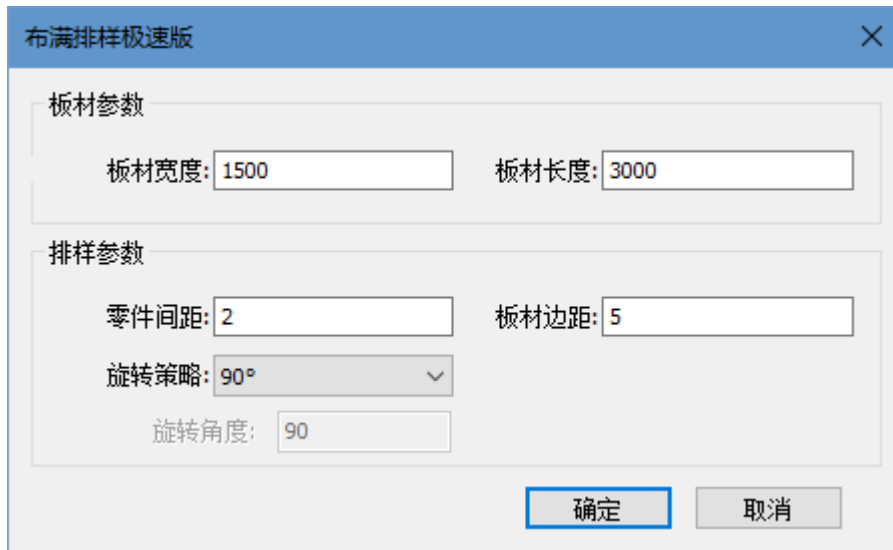 布满排样极速版
板材参数
板材宽度: 1500 板材长度: 3000
排样参数
零件间距: 2 板材边距: 5
旋转策略: 90°
旋转角度: 90
确定 取消